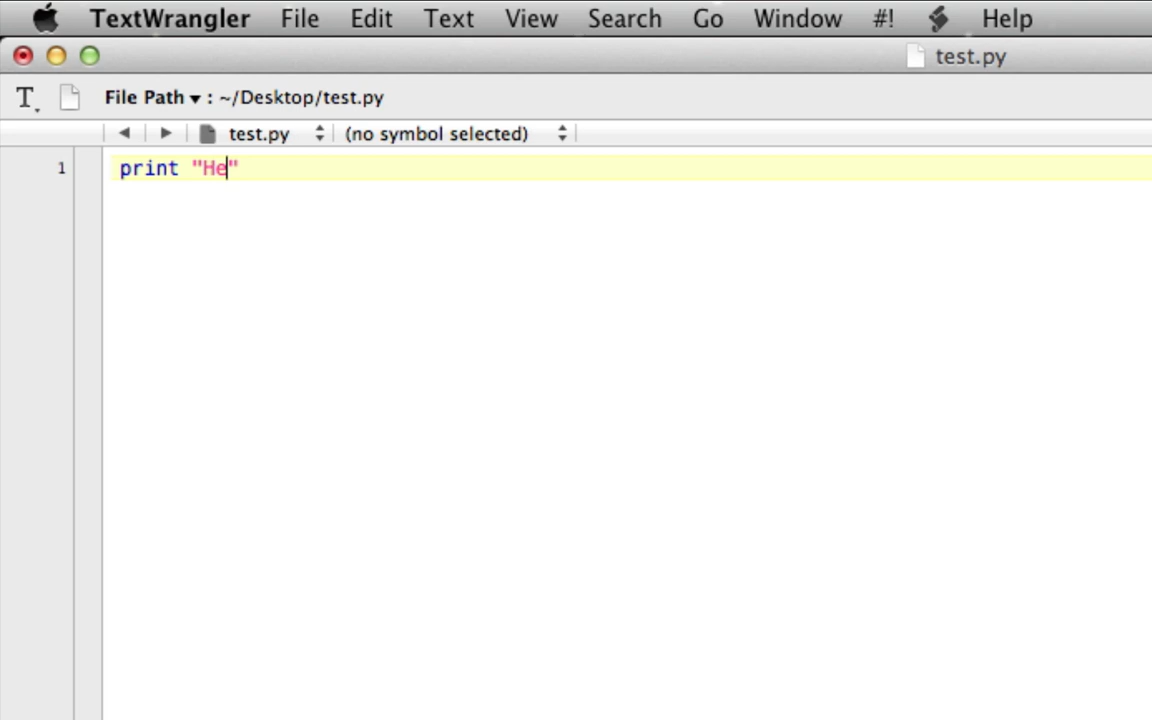 TextWrangler File Edit Text View Search Go Window #! Help
test.py
T. File Path ▾ : ~/Desktop/test.py
test.py (no symbol selected)
1 print "He"